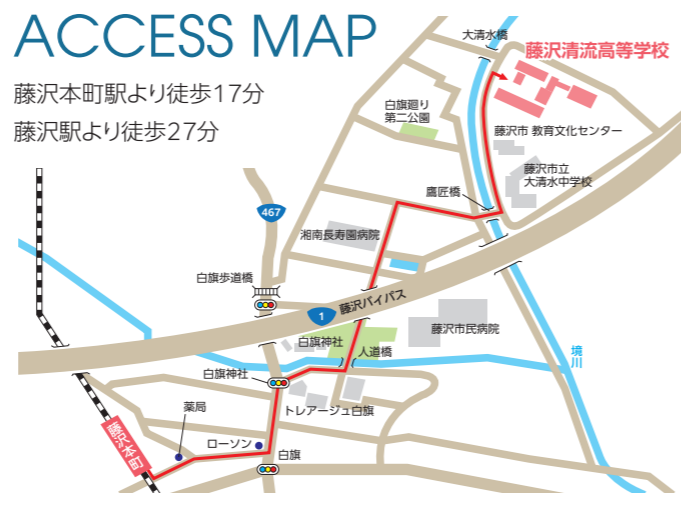 ACCESS MAP
藤沢本町駅より徒歩17分
藤沢駅より徒歩27分
大清水橋
藤沢清流高等学校
白旗廻り
第二公園
藤沢市 教育文化センター
藤沢市立
大清水中学校
鷹匠橋
467
湘南長寿園病院
白旗歩道橋
1
藤沢バイパス
藤沢市民病院
白旗神社
人道橋
境川
白旗神社
トレアージュ白旗
薬局
藤沢本町
ローソン
白旗